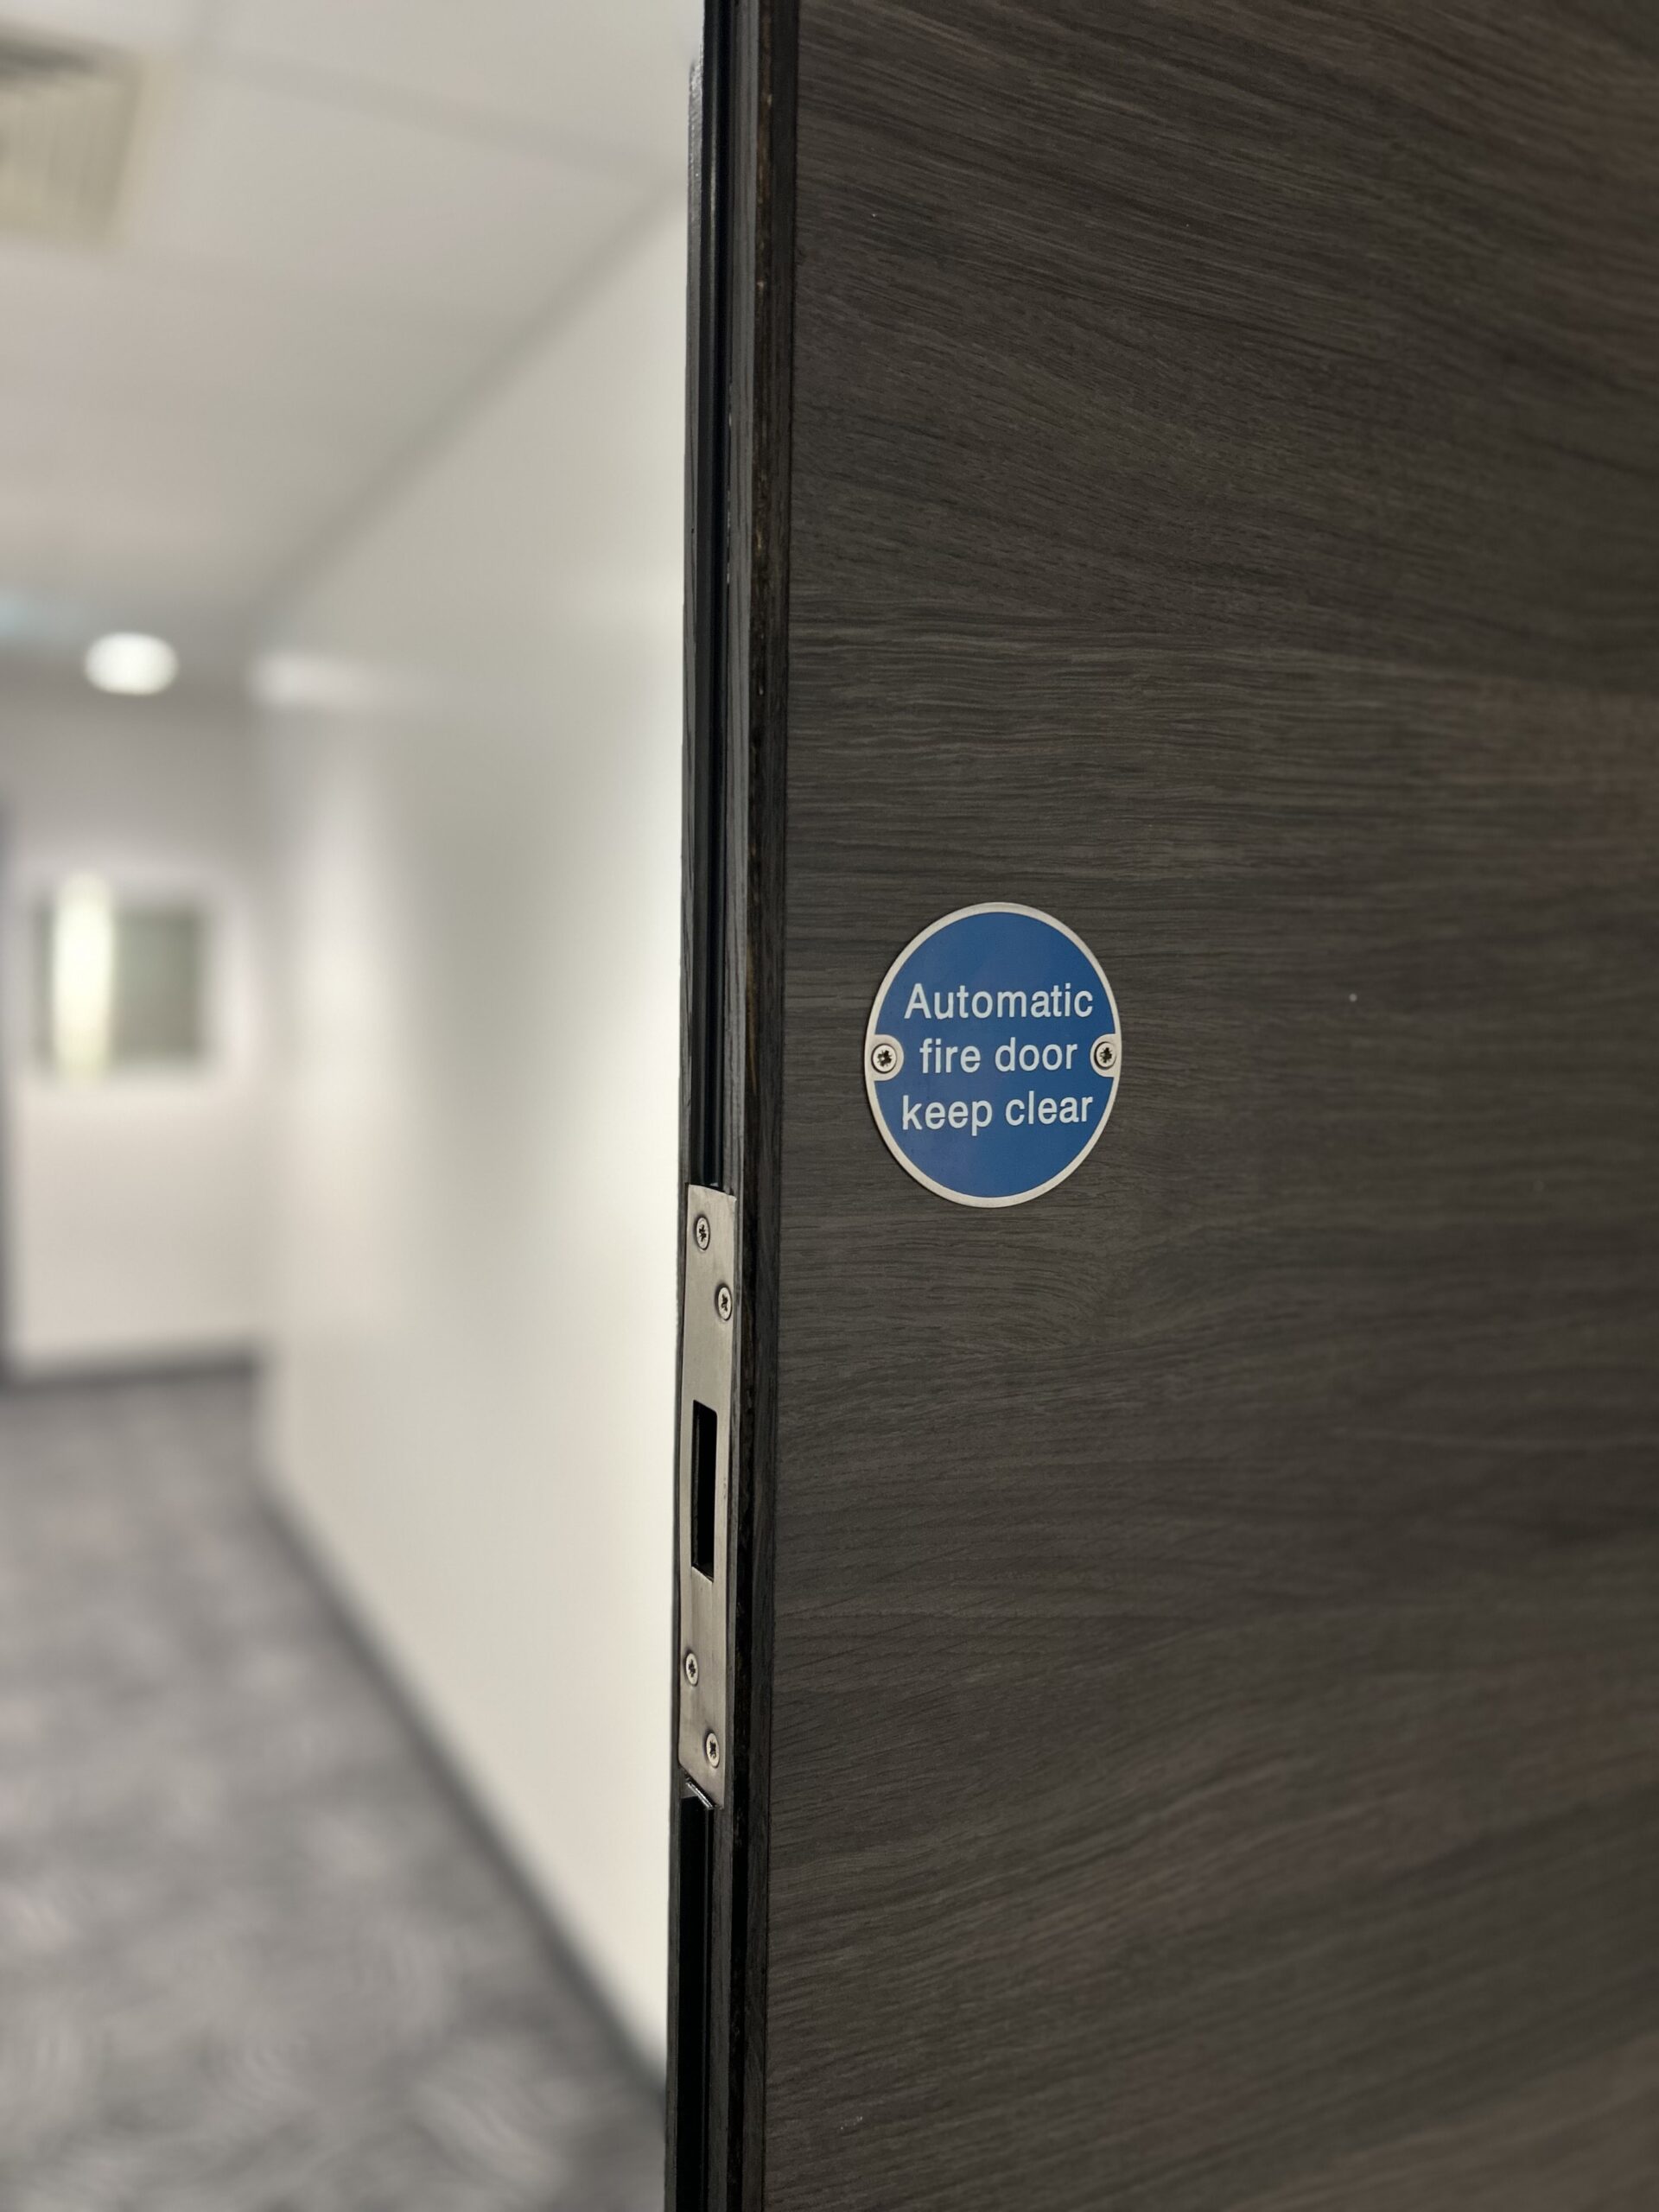 Automatic
fire door
keep clear